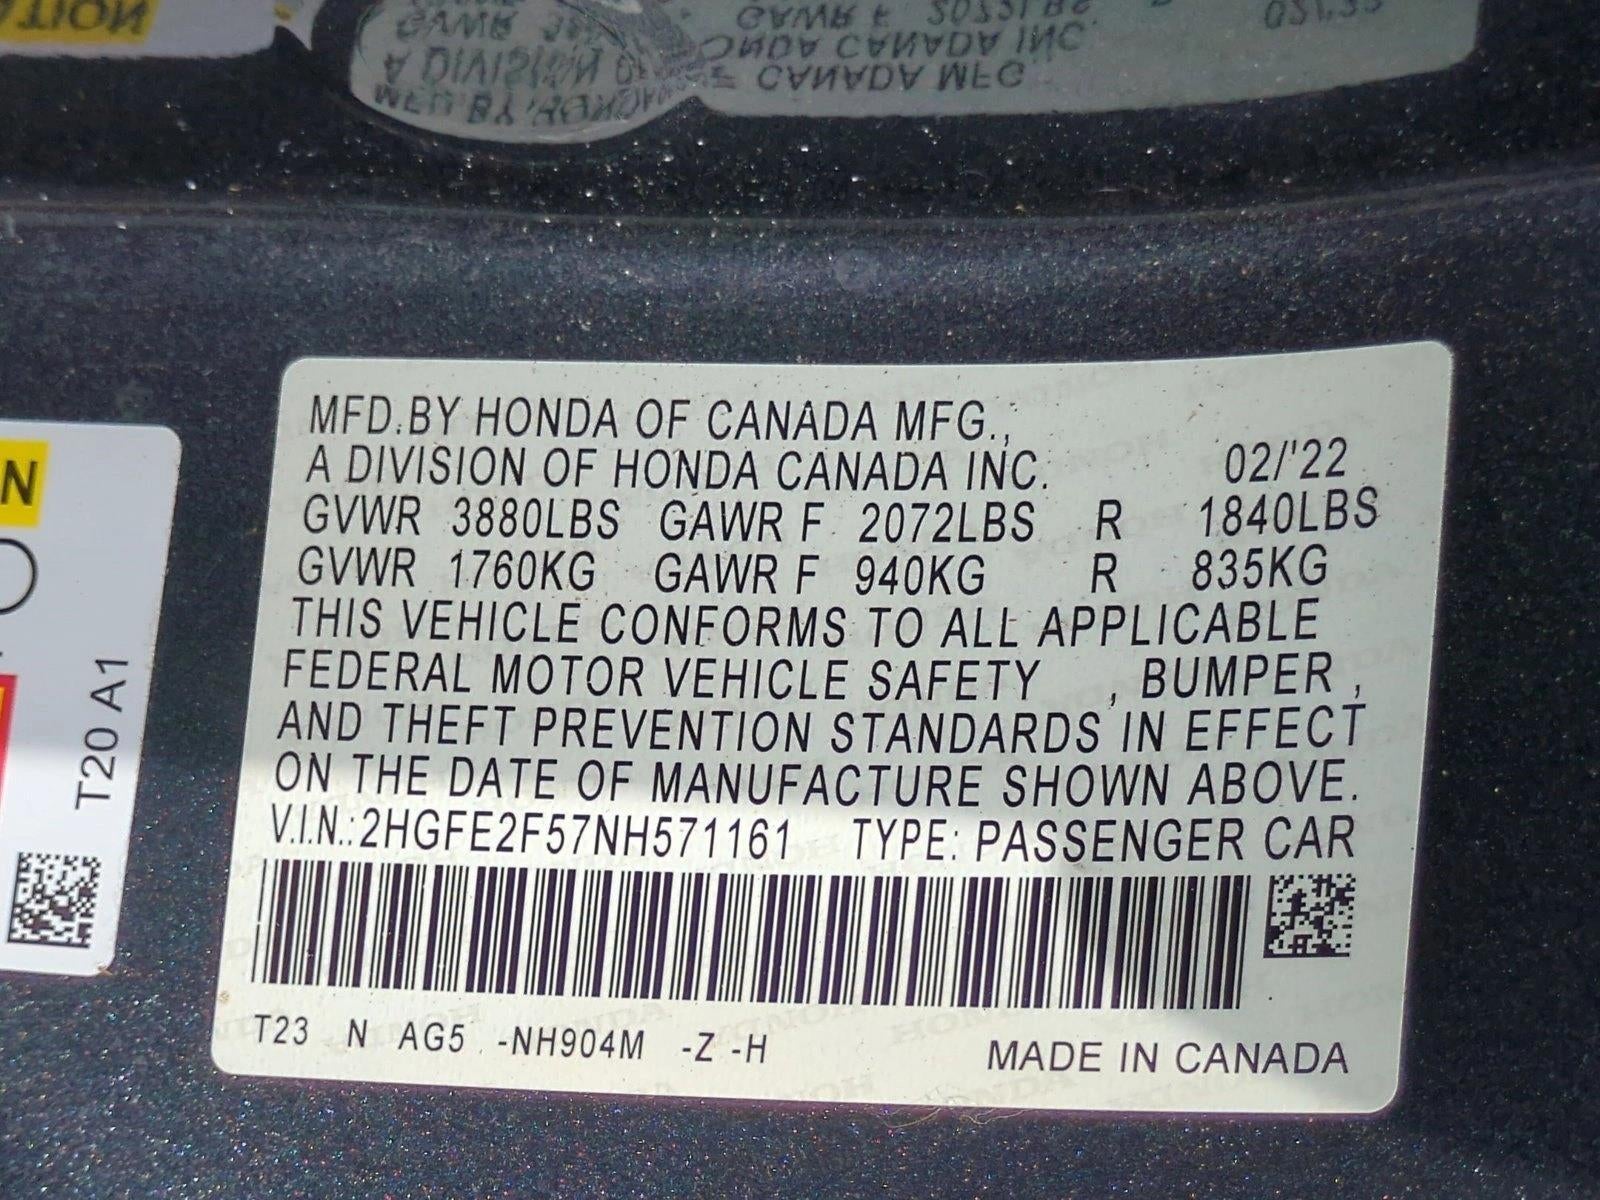 MFD.BY HONDA OF CANADA MFG.,
A DIVISION OF HONDA CANADA INC. 02/'22
GVWR 3880LBS GAWR F 2072LBS R 1840LBS
GVWR 1760KG GAWR F 940KG R 835KG
THIS VEHICLE CONFORMS TO ALL APPLICABLE
FEDERAL MOTOR VEHICLE SAFETY , BUMPER ,
AND THEFT PREVENTION STANDARDS IN EFFECT
ON THE DATE OF MANUFACTURE SHOWN ABOVE.
V.I.N.:2HGFE2F57NH571161 TYPE: PASSENGER CAR
T23 N AG5 -NH904M -Z -H MADE IN CANADA
T20 A1